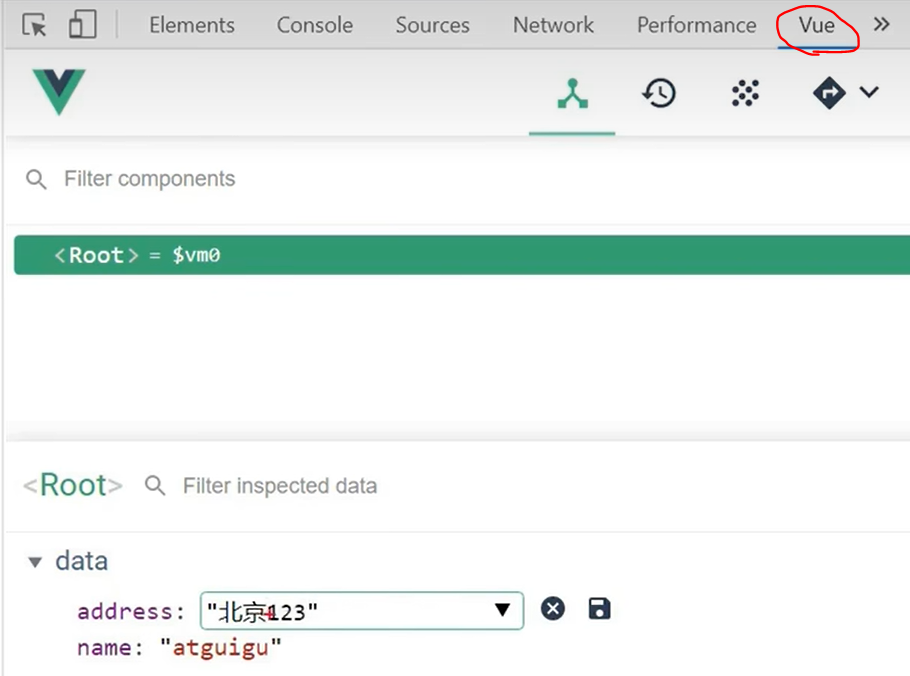 Elements Console Sources Network Performance Vue »
Filter components
<Root> = $vm0
<Root> Filter inspected data
data
address: "北京123"
name: "atguigu"